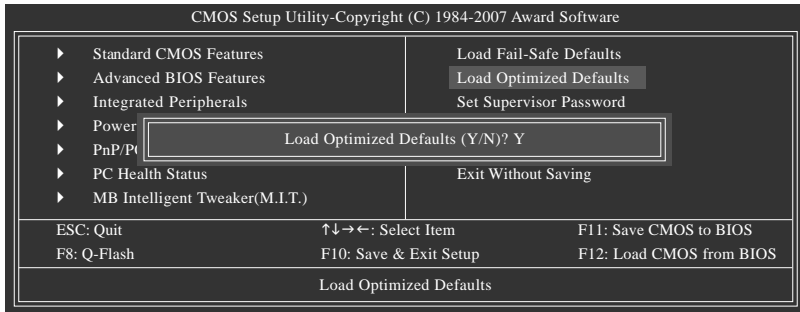 CMOS Setup Utility-Copyright (C) 1984-2007 Award Software
Standard CMOS Features
Advanced BIOS Features
Integrated Peripherals
Power
PnP/PC
PC Health Status
MB Intelligent Tweaker(M.I.T.)
Load Fail-Safe Defaults
Load Optimized Defaults
Set Supervisor Password
Exit Without Saving
Load Optimized Defaults (Y/N)? Y
ESC: Quit ↑↓→←: Select Item F11: Save CMOS to BIOS
F8: Q-Flash F10: Save & Exit Setup F12: Load CMOS from BIOS
Load Optimized Defaults